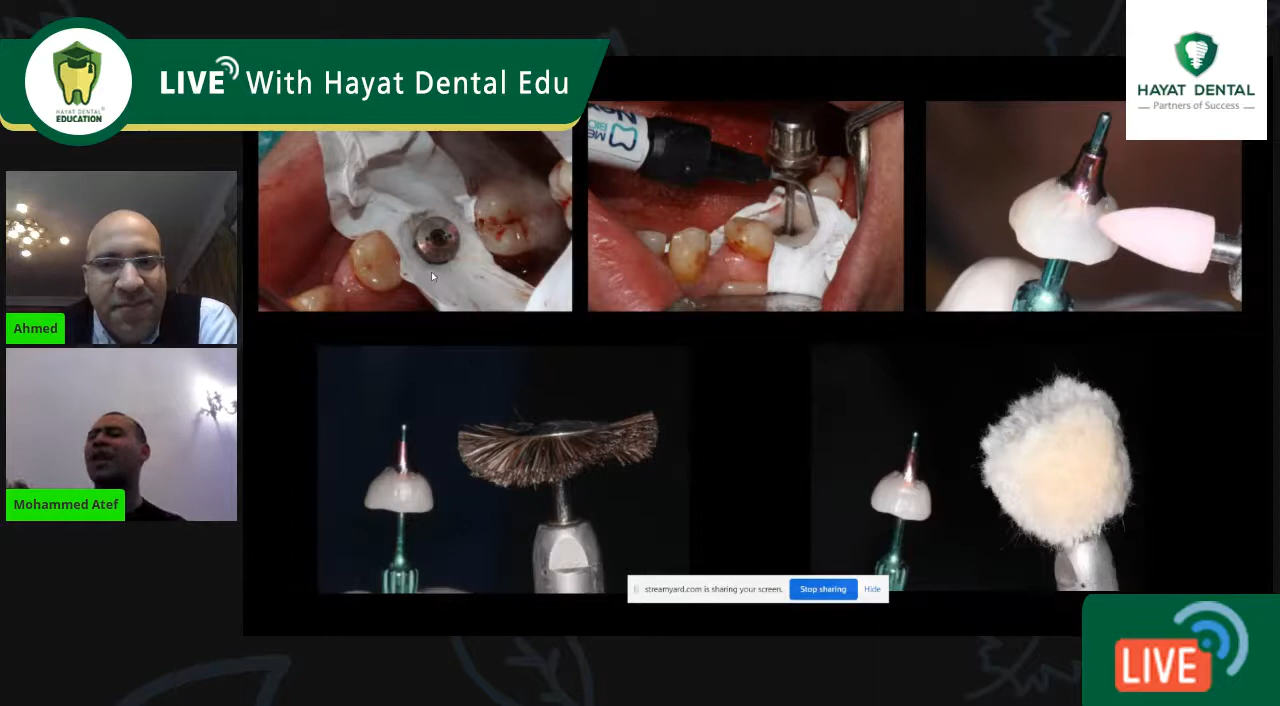 LIVE With Hayat Dental Edu
HAYAT DENTAL
EDUCATION
HAYAT DENTAL
Partners of Success
Ahmed
Mohammed Atef
streamyard.com is sharing your screen.
Stop sharing
Hide
LIVE